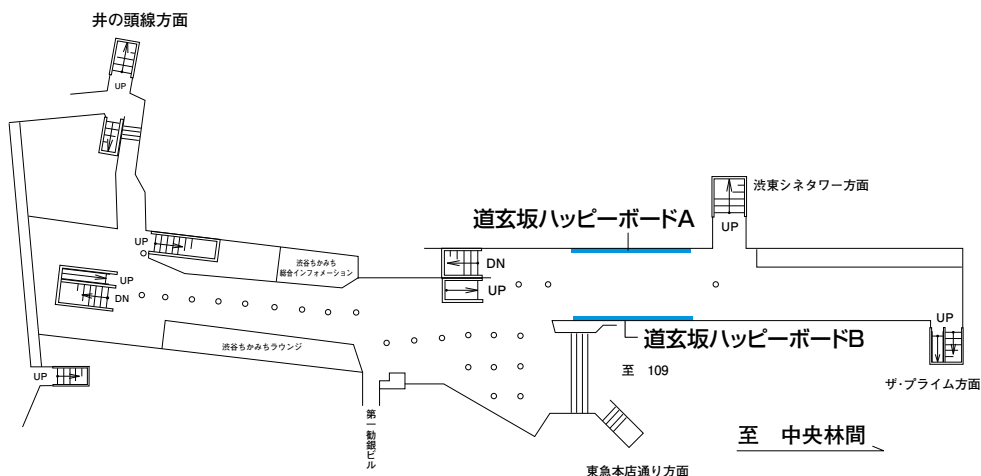 井の頭線方面
UP
渋東シネタワー方面
道玄坂ハッピーボードA
UP
UP
渋谷ちかみち
総合インフォメーション
DN
UP
UP
DN
UP
道玄坂ハッピーボードB
渋谷ちかみちラウンジ
至 109
UP
ザ・プライム方面
第一勧銀ビル
至 中央林間
東急本店通り方面